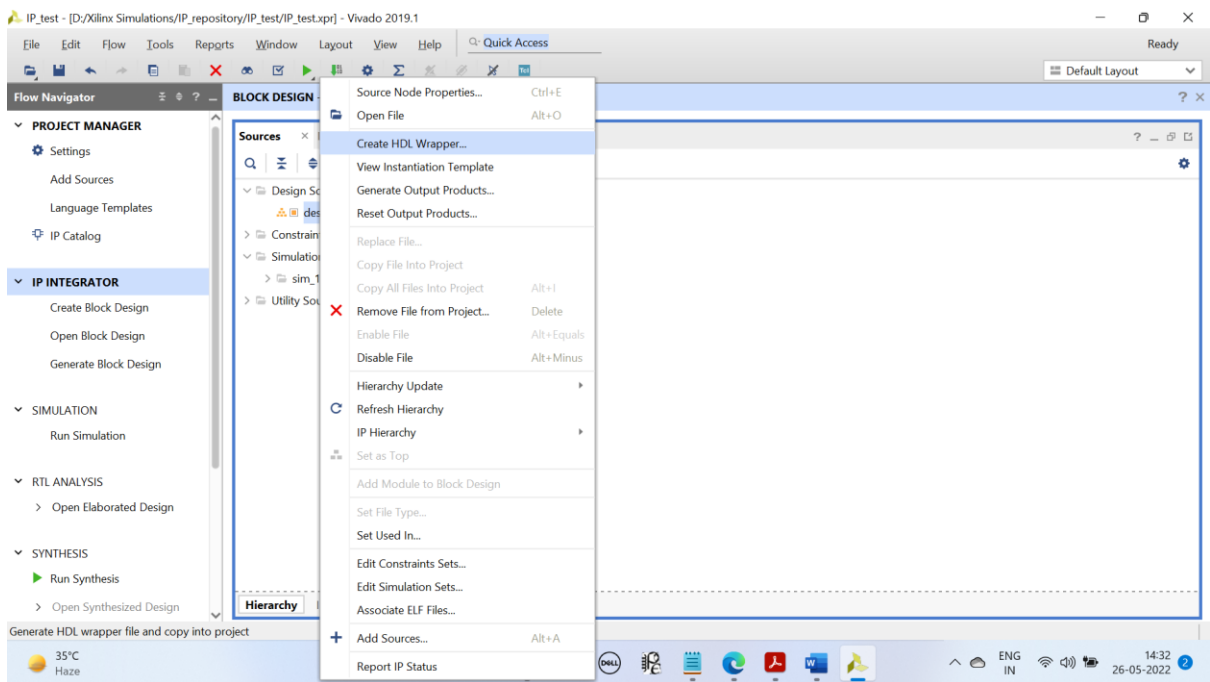 IP_test - [D:/Xilinx Simulations/IP_repository/IP_test/IP_test.xpr] - Vivado 2019.1
File Edit Flow Tools Reports Window Layout View Help Quick Access Ready
Default Layout
Flow Navigator
PROJECT MANAGER
Settings
Add Sources
Language Templates
IP Catalog
IP INTEGRATOR
Create Block Design
Open Block Design
Generate Block Design
SIMULATION
Run Simulation
RTL ANALYSIS
Open Elaborated Design
SYNTHESIS
Run Synthesis
Open Synthesized Design
BLOCK DESIGN
Sources
Design
Utility
Hierarchy
Source Node Properties... Ctrl+E
Open File Alt+O
Create HDL Wrapper...
View Instantiation Template
Generate Output Products...
Reset Output Products...
Replace File...
Copy File Into Project
Copy All Files Into Project Alt+I
Remove File from Project... Delete
Enable File Alt+Equals
Disable File Alt+Minus
Hierarchy Update
Refresh Hierarchy
IP Hierarchy
Set as Top
Add Module to Block Design
Set File Type...
Set Used In...
Edit Constraints Sets...
Edit Simulation Sets...
Associate ELF Files...
Add Sources... Alt+A
Report IP Status
Generate HDL wrapper file and copy into project
35°C
Haze
DELL
ENG
IN
14:32
26-05-2022
2